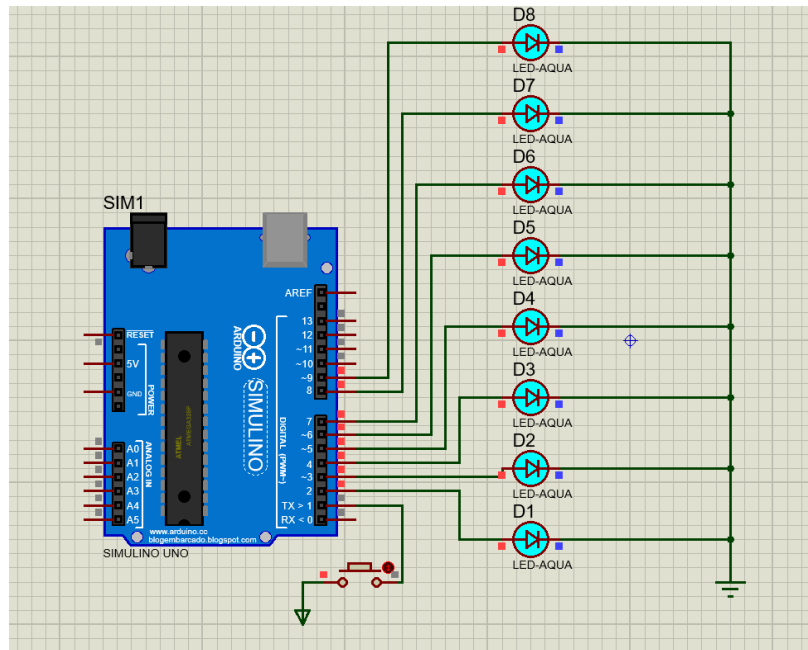 D8
LED-AQUA
D7
LED-AQUA
D6
LED-AQUA
D5
LED-AQUA
D4
LED-AQUA
D3
LED-AQUA
D2
LED-AQUA
D1
LED-AQUA
SIM1
AREF
13
12
~11
~10
~9
8
7
~6
~5
4
~3
2
TX > 1
RX < 0
RESET
5V
GND
POWER
A0
A1
A2
A3
A4
A5
ANALOG IN
ATMEL
ATMEGA328P
ARDUINO
SIMULINO
DIGITAL (PWM~)
www.arduino.cc
blogembarcado.blogspot.com
SIMULINO UNO